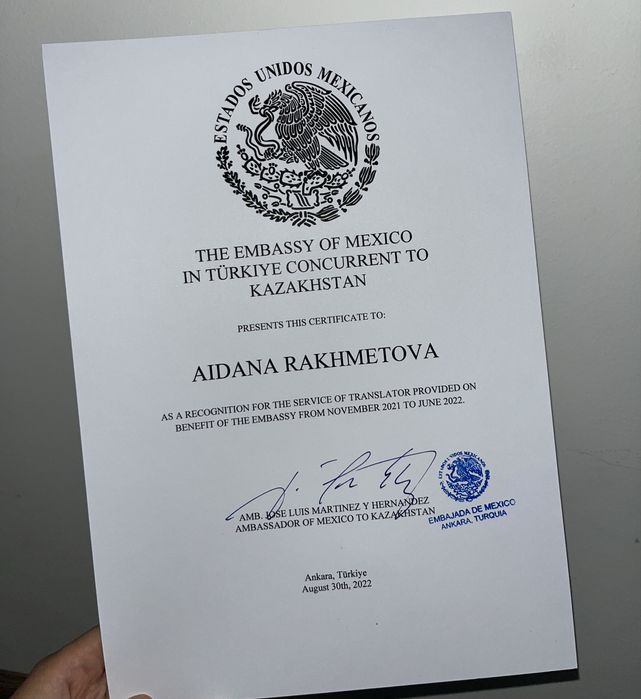 ESTADOS UNIDOS MEXICANOS
THE EMBASSY OF MEXICO
IN TÜRKIYE CONCURRENT TO
KAZAKHSTAN
PRESENTS THIS CERTIFICATE TO:
AIDANA RAKHMETOVA
AS A RECOGNITION FOR THE SERVICE OF TRANSLATOR PROVIDED ON
BENEFIT OF THE EMBASSY FROM NOVEMBER 2021 TO JUNE 2022.
AMB. JOSE LUIS MARTINEZ Y HERNANDEZ
AMBASSADOR OF MEXICO TO KAZAKHSTAN
ESTADOS UNIDOS MEXICANOS
EMBAJADA DE MEXICO
ANKARA, TURQUIA
Ankara, Türkiye
August 30th, 2022